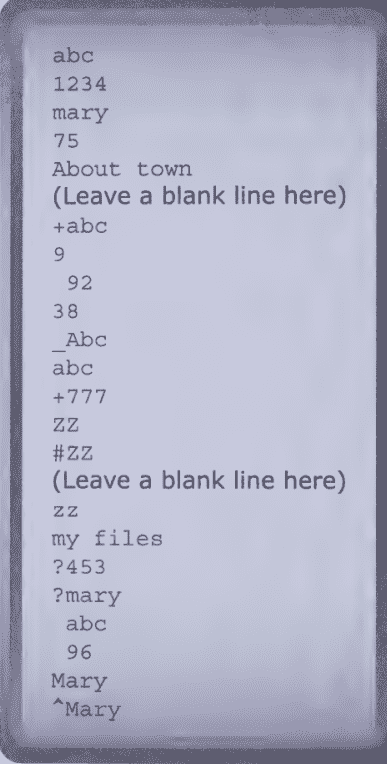 abc
1234
mary
75
About town
(Leave a blank line here)
+abc
9
 92
38
_Abc
abc
+777
ZZ
#ZZ
(Leave a blank line here)
zz
my files
?453
?mary
 abc
 96
Mary
^Mary